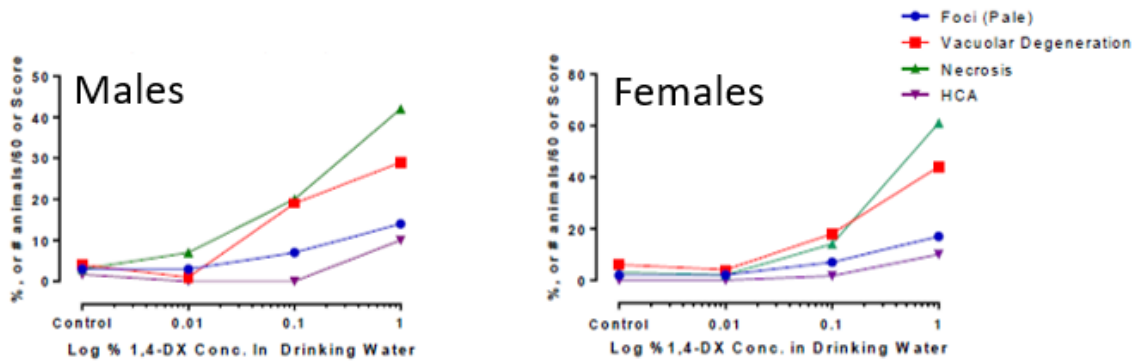 Foci (Pale)
Vacuolar Degeneration
Necrosis
HCA
Males
%, or # animals/60 or Score
50
40
30
20
10
0
Control
0.01
0.1
1
Log % 1,4-DX Conc. In Drinking Water
Females
%, or # animals/60 or Score
80
60
40
20
0
Control
0.01
0.1
1
Log %1,4-DX Conc. in Drinking Water